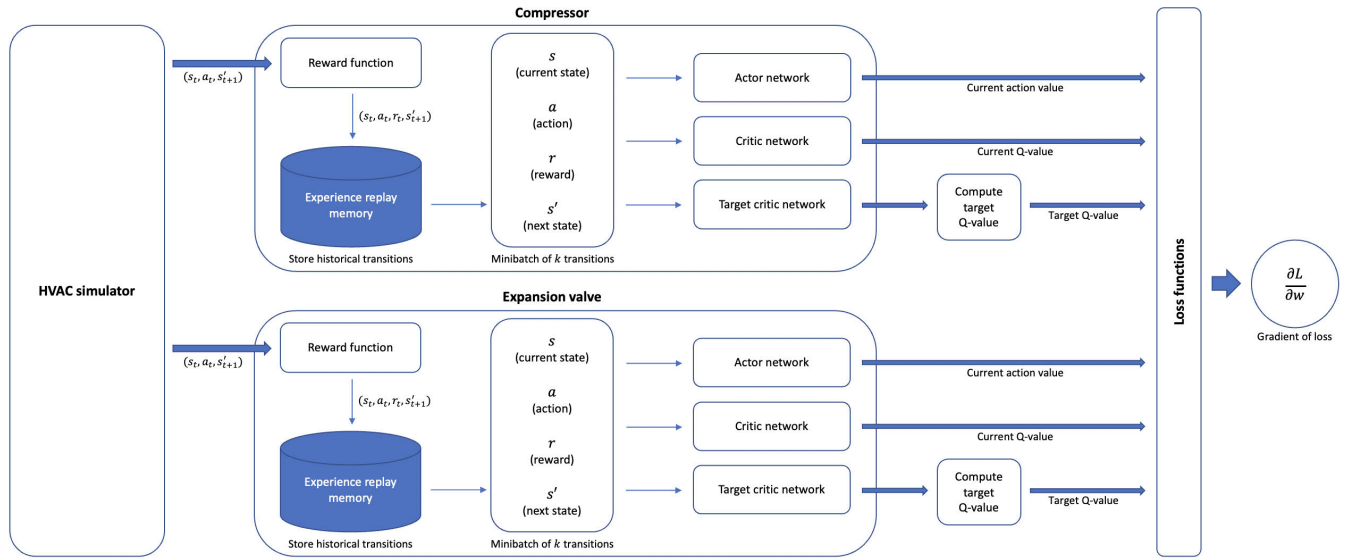 HVAC simulator
Compressor
(s_t, a_t, s'_{t+1})
Reward function
(s_t, a_t, r_t, s'_{t+1})
Experience replay
memory
Store historical transitions
s
(current state)
a
(action)
r
(reward)
s'
(next state)
Minibatch of k transitions
Actor network
Critic network
Target critic network
Current action value
Current Q-value
Compute
target
Q-value
Target Q-value
Expansion valve
(s_t, a_t, s'_{t+1})
Reward function
(s_t, a_t, r_t, s'_{t+1})
Experience replay
memory
Store historical transitions
s
(current state)
a
(action)
r
(reward)
s'
(next state)
Minibatch of k transitions
Actor network
Critic network
Target critic network
Current action value
Current Q-value
Compute
target
Q-value
Target Q-value
Loss functions
∂L
∂w
Gradient of loss